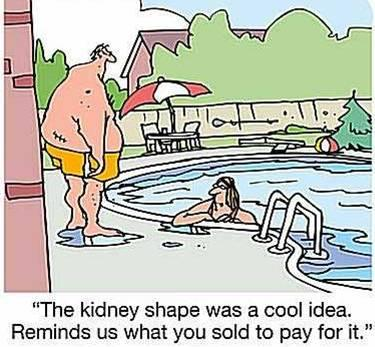 “The kidney shape was a cool idea.
Reminds us what you sold to pay for it.”